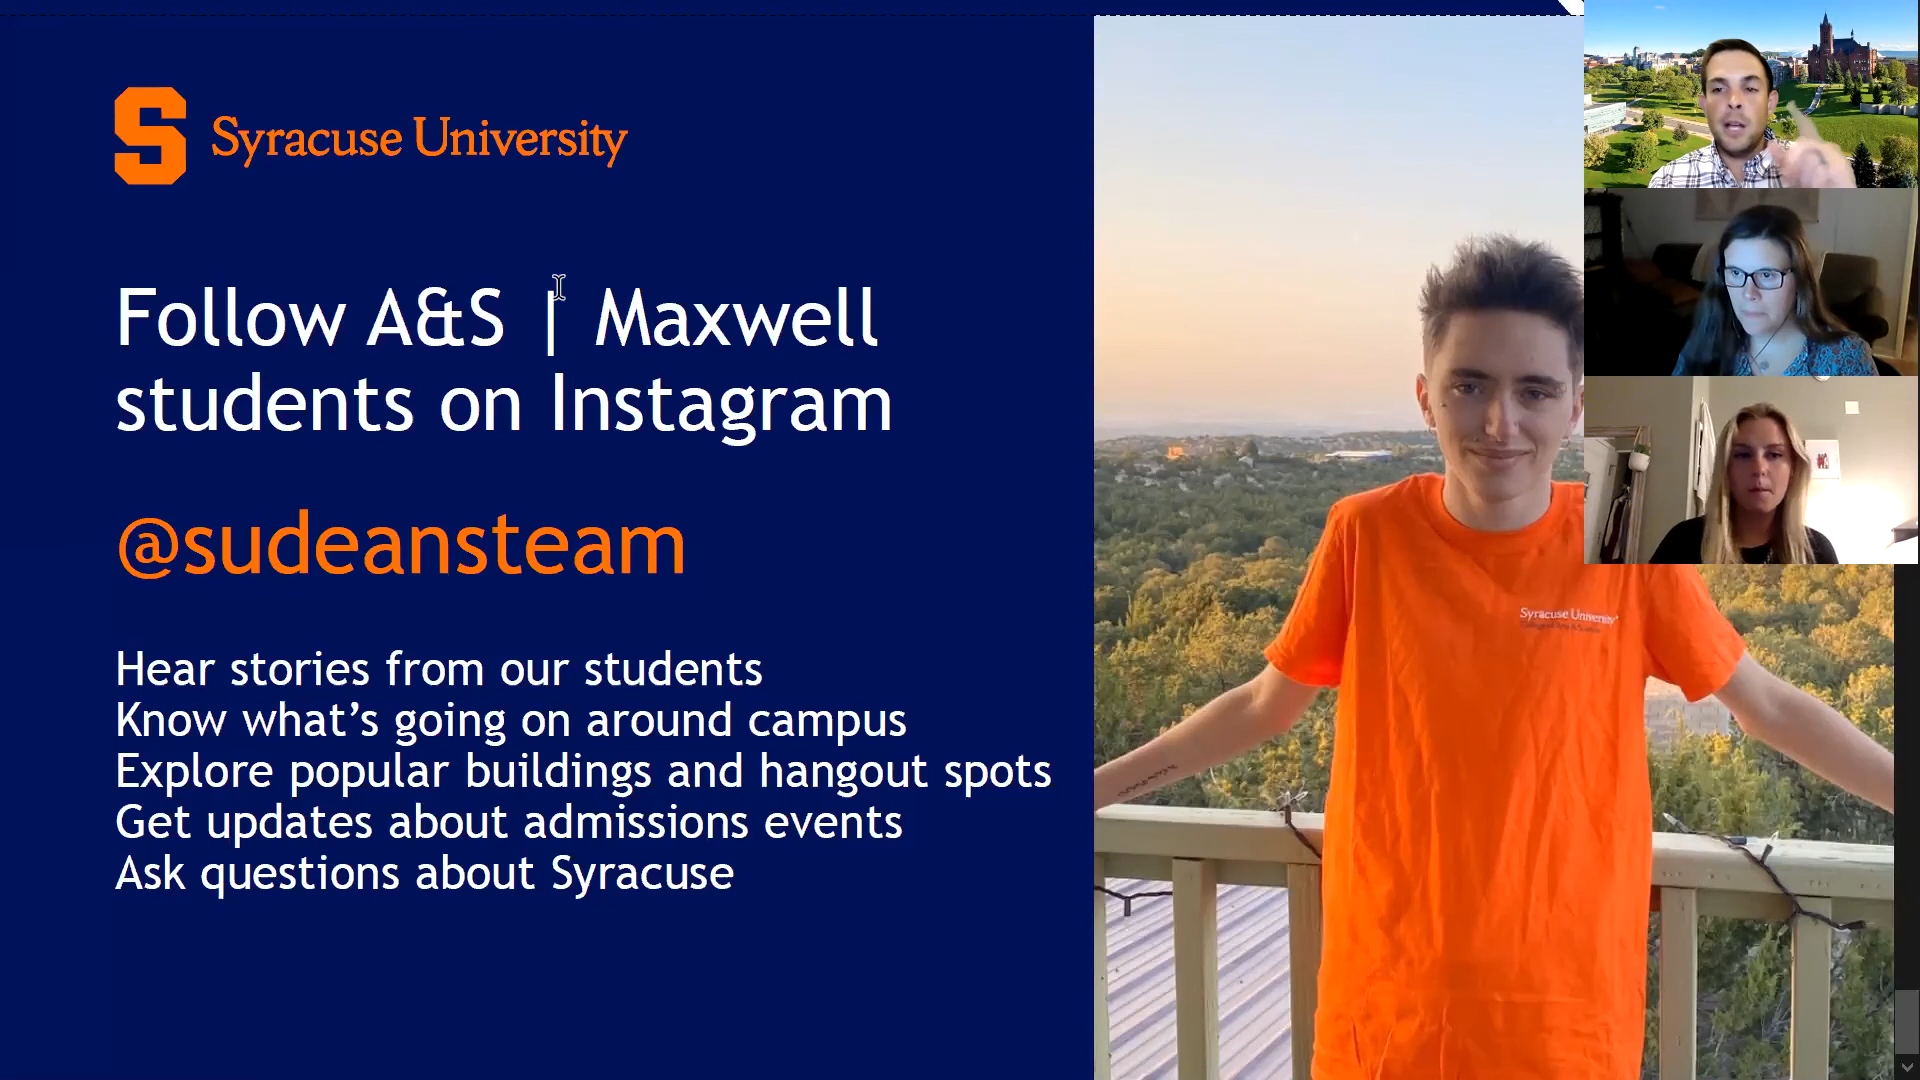 S Syracuse University
Follow A&S | Maxwell
students on Instagram
@sudeansteam
Hear stories from our students
Know what’s going on around campus
Explore popular buildings and hangout spots
Get updates about admissions events
Ask questions about Syracuse
Syracuse University